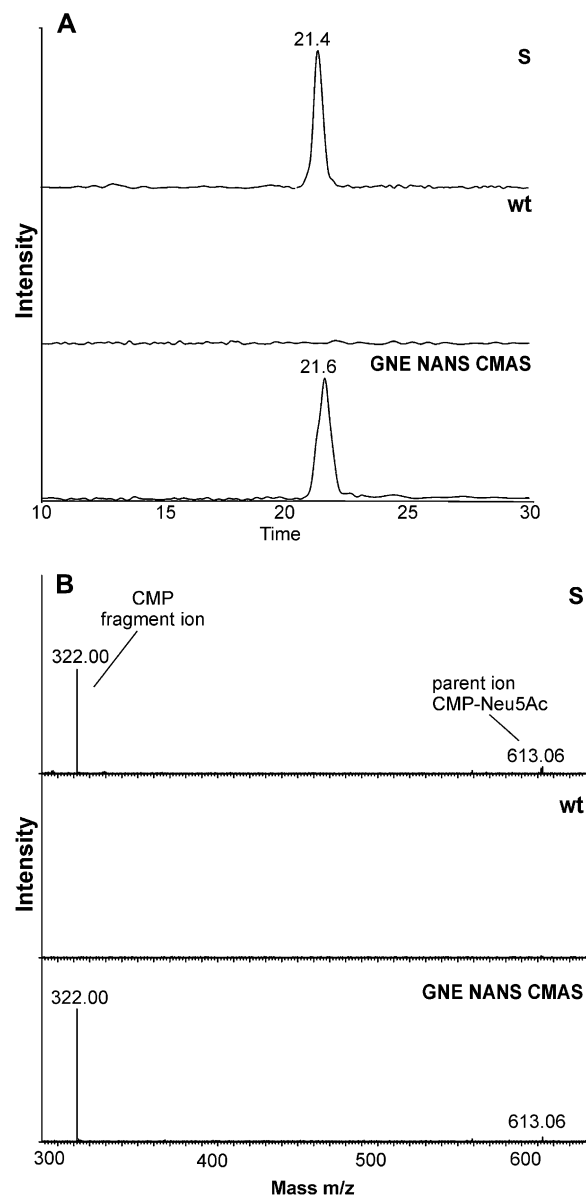 A
21.4
S
wt
Intensity
GNE NANS CMAS
21.6
10 15 20 25 30
Time
B
S
CMP
fragment ion
322.00
parent ion
CMP-Neu5Ac
613.06
wt
Intensity
GNE NANS CMAS
322.00
613.06
300 400 500 600
Mass m/z